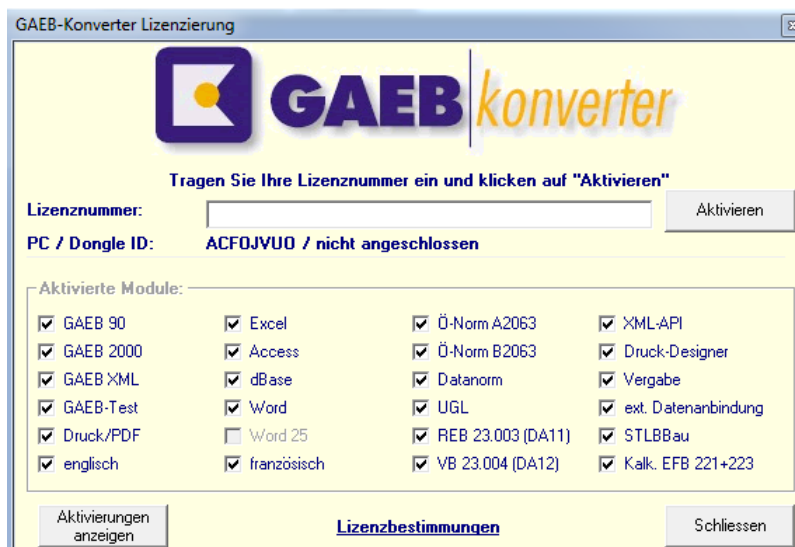 GAEB-Konverter Lizenzierung
GAEB konverter
Tragen Sie Ihre Lizenznummer ein und klicken auf "Aktivieren"
Lizenznummer:
Aktivieren
PC / Dongle ID: ACFOJVUO / nicht angeschlossen
Aktivierte Module:
GAEB 90 Excel Ö-Norm A2063 XML-API
GAEB 2000 Access Ö-Norm B2063 Druck-Designer
GAEB XML dBase Datanorm Vergabe
GAEB-Test Word UGL ext. Datenanbindung
Druck/PDF Word 25 REB 23.003 (DA11) STLBBau
englisch französisch VB 23.004 (DA12) Kalk. EFB 221+223
Aktivierungen
anzeigen
Lizenzbestimmungen
Schliessen